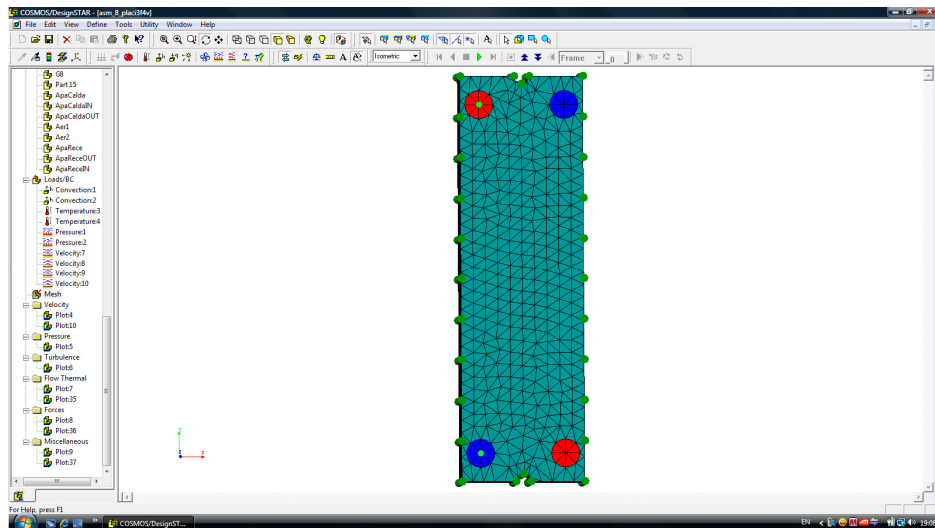 COSMOS/DesignSTAR - [asm_8_placi3f4v]
File Edit View Define Tools Utility Window Help
Isometric
Frame 0
G8
Part 15
ApaCalda
ApaCaldaIN
ApaCaldaOUT
Aer1
Aer2
ApaRece
ApaReceOUT
ApaReceIN
Loads/BC
Convection:1
Convection:2
Temperature:3
Temperature:4
Pressure:1
Pressure:2
Velocity:7
Velocity:8
Velocity:9
Velocity:10
Mesh
Velocity
Plot:4
Plot:10
Pressure
Plot:5
Turbulence
Plot:6
Flow Thermal
Plot:7
Plot:35
Forces
Plot:8
Plot:36
Miscellaneous
Plot:9
Plot:37
For Help, press F1
COSMOS/DesignST...
EN
19:08